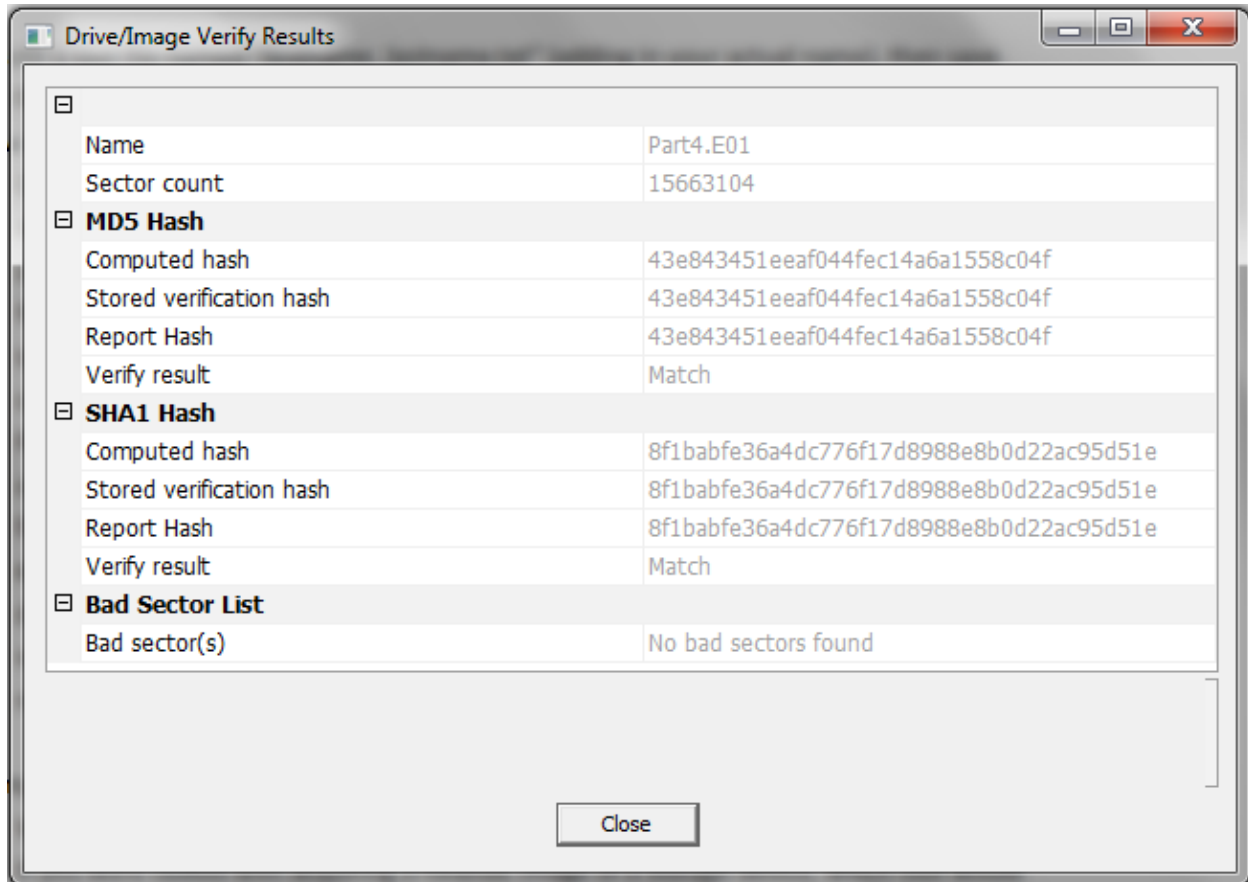 Drive/Image Verify Results
Name Part4.E01
Sector count 15663104
MD5 Hash
Computed hash 43e843451eeaf044fec14a6a1558c04f
Stored verification hash 43e843451eeaf044fec14a6a1558c04f
Report Hash 43e843451eeaf044fec14a6a1558c04f
Verify result Match
SHA1 Hash
Computed hash 8f1babfe36a4dc776f17d8988e8b0d22ac95d51e
Stored verification hash 8f1babfe36a4dc776f17d8988e8b0d22ac95d51e
Report Hash 8f1babfe36a4dc776f17d8988e8b0d22ac95d51e
Verify result Match
Bad Sector List
Bad sector(s) No bad sectors found
Close